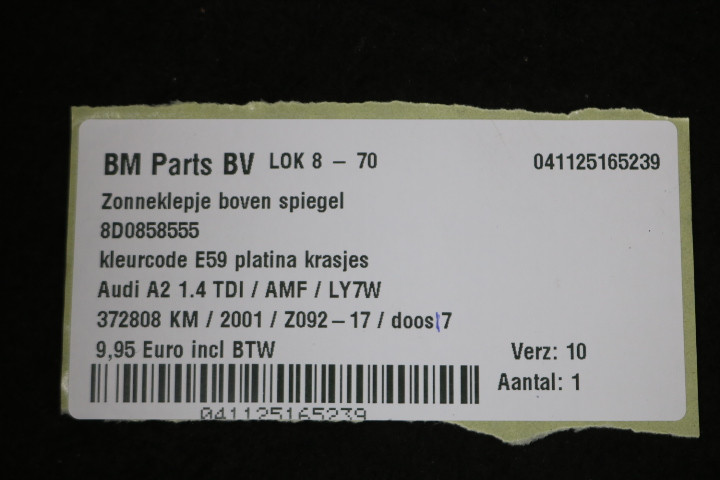 BM Parts BV LOK 8 - 70 041125165239
Zonneklepje boven spiegel
8D0858555
kleurcode E59 platina krasjes
Audi A2 1.4 TDI / AMF / LY7W
372808 KM / 2001 / Z092-17 / doos 7
9,95 Euro incl BTW Verz: 10
Aantal: 1
041125165239